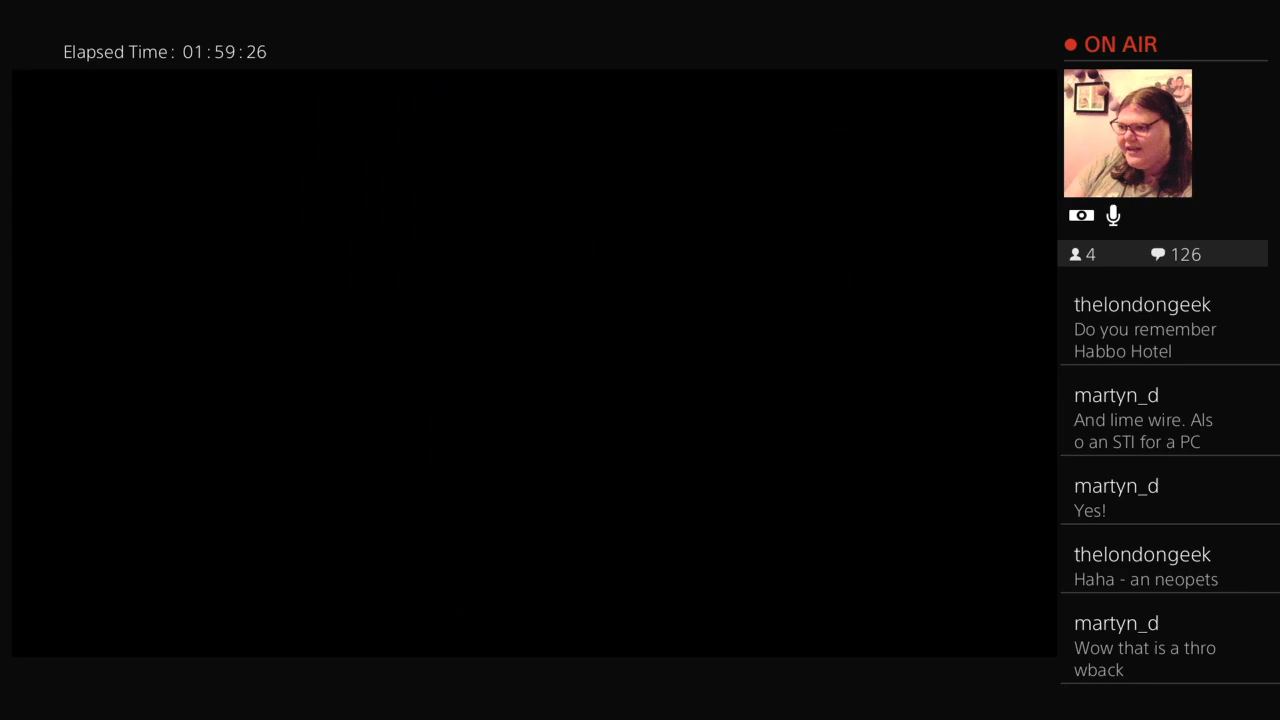 Elapsed Time: 01:59:26
ON AIR
4 126
thelondongeek
Do you remember
Habbo Hotel
martyn_d
And lime wire. Als
o an STI for a PC
martyn_d
Yes!
thelondongeek
Haha - an neopets
martyn_d
Wow that is a thro
wback